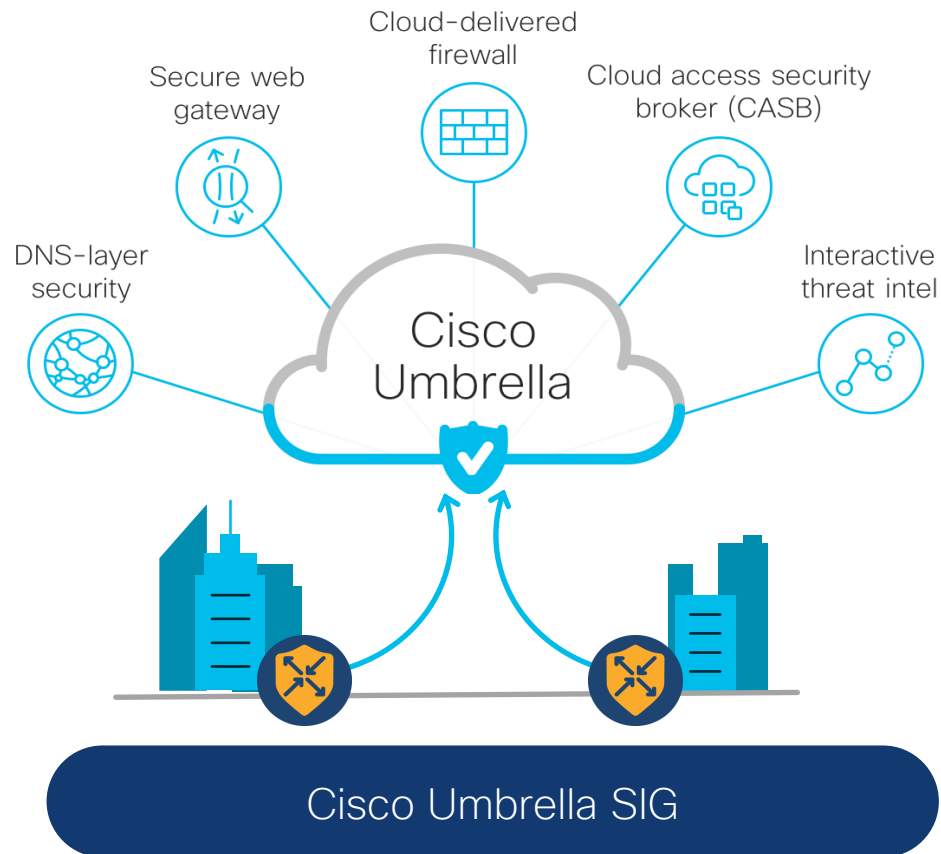 Cloud-delivered
firewall
Secure web
gateway
Cloud access security
broker (CASB)
DNS-layer
security
Interactive
threat intel
Cisco
Umbrella
Cisco Umbrella SIG